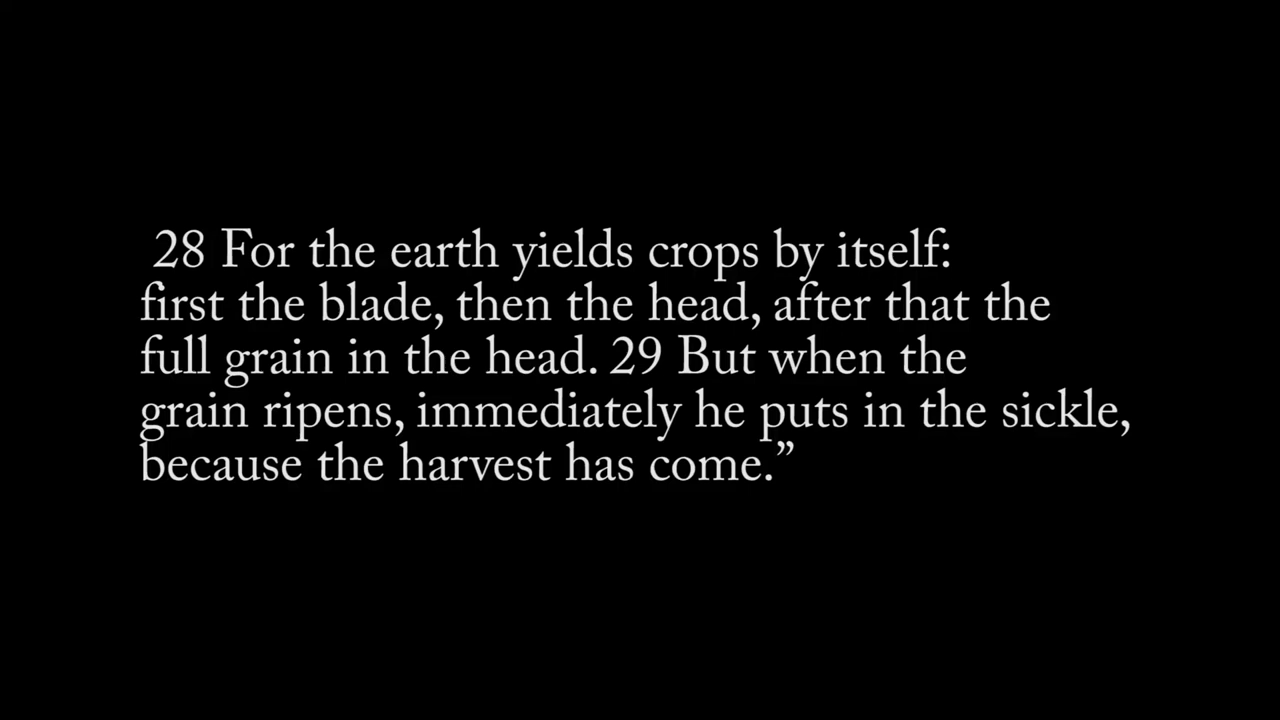 28 For the earth yields crops by itself:
first the blade, then the head, after that the
full grain in the head. 29 But when the
grain ripens, immediately he puts in the sickle,
because the harvest has come.”